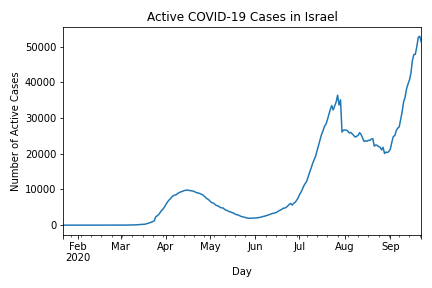 Active COVID-19 Cases in Israel
Number of Active Cases
50000
40000
30000
20000
10000
0
Feb Mar Apr May Jun Jul Aug Sep
2020
Day